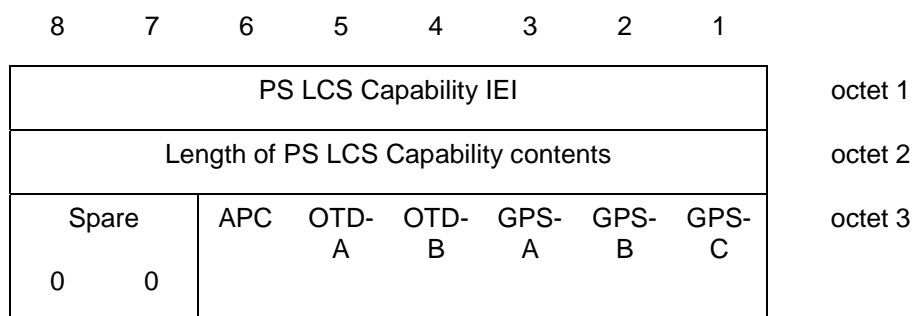 8 7 6 5 4 3 2 1
PS LCS Capability IEI octet 1
Length of PS LCS Capability contents octet 2
Spare APC OTD- OTD- GPS- GPS- GPS- octet 3
A B A B C
0 0